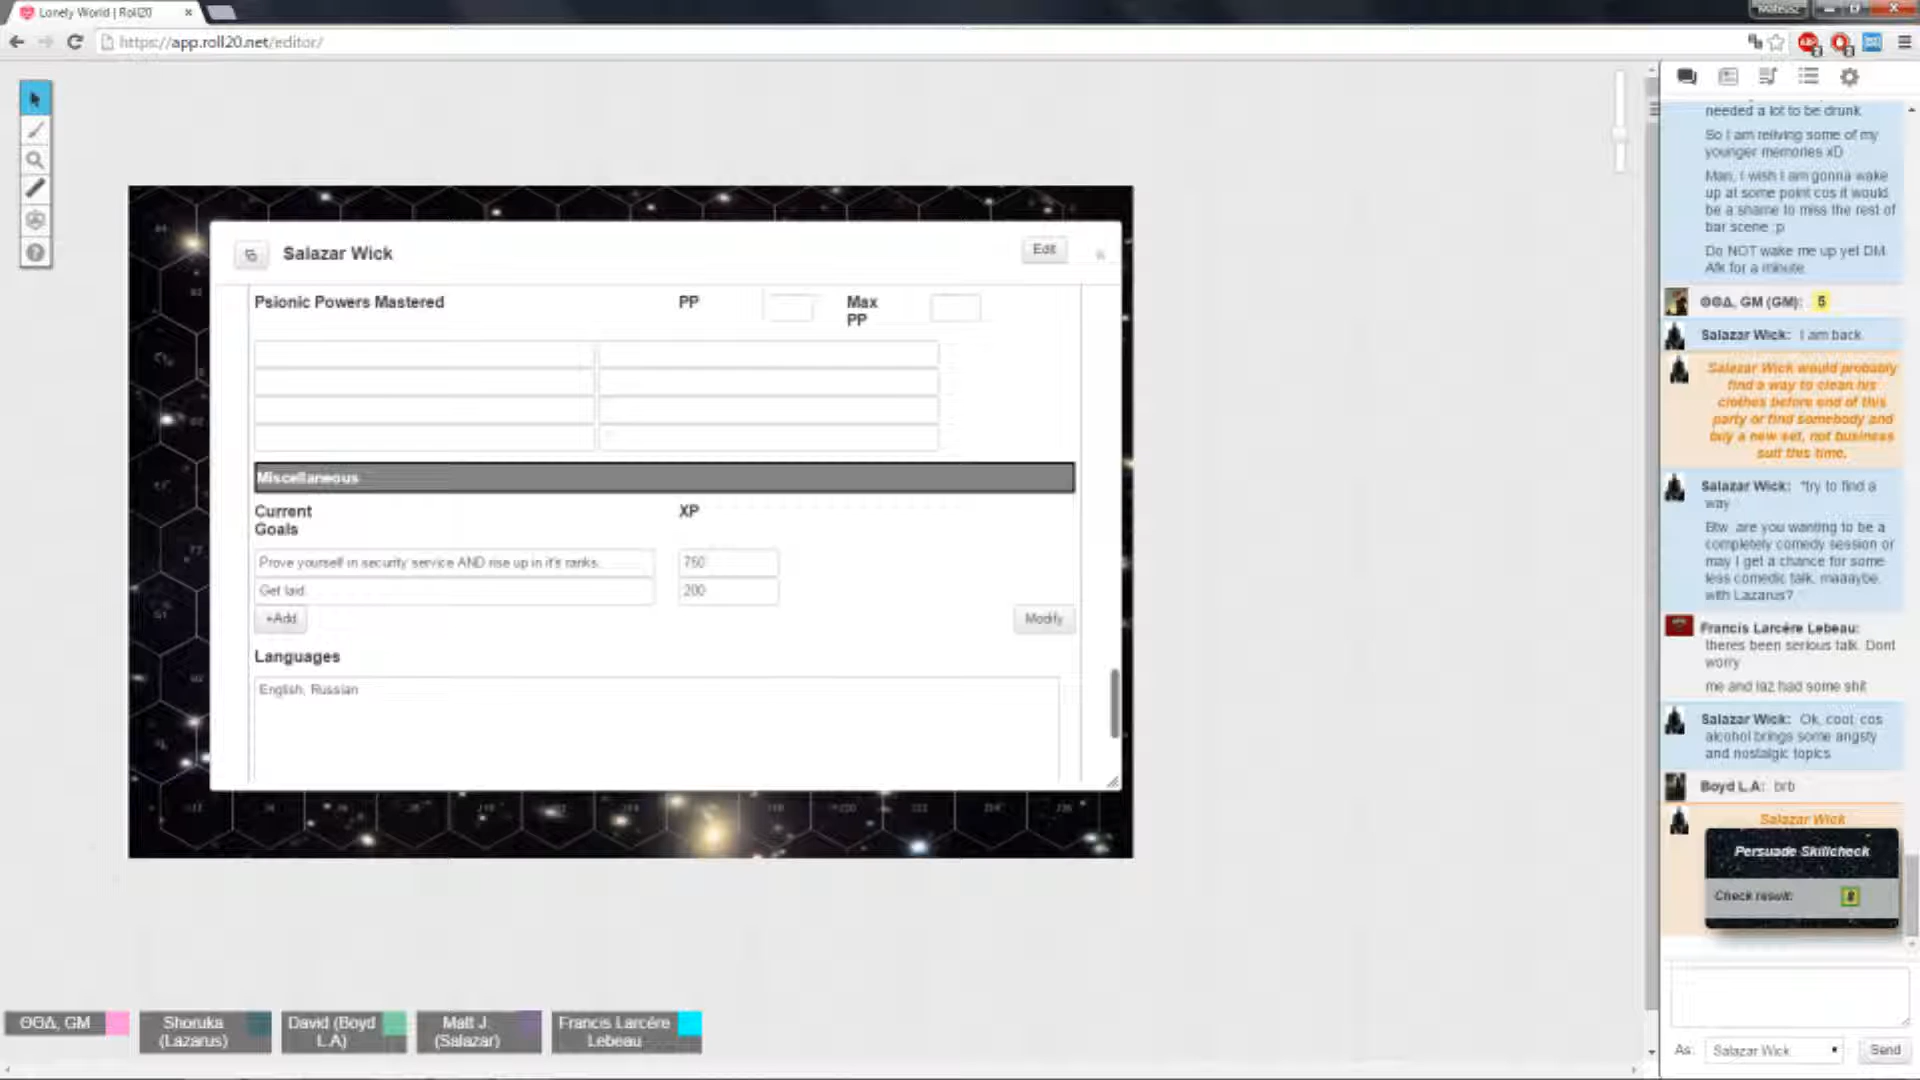 Lonely World | Roll20
Mateusz
https://app.roll20.net/editor/
Salazar Wick
Edit
Psionic Powers Mastered
PP
Max
PP
Miscellaneous
Current
Goals
XP
Prove yourself in security service AND rise up in it's ranks.
750
Get laid.
200
+Add
Modify
Languages
English, Russian
needed a lot to be drunk
So I am reliving some of my
younger memories xD
Man, I wish I am gonna wake
up at some point cos it would
be a shame to miss the rest of
bar scene :p
Do NOT wake me up yet DM.
Afk for a minute
ΘΘΔ, GM (GM): 5
Salazar Wick: I am back.
Salazar Wick would probably
find a way to clean his
clothes before end of this
party or find somebody and
buy a new set, not business
suit this time.
Salazar Wick: *try to find a
way
Btw. are you wanting to be a
completely comedy session or
may I get a chance for some
less comedic talk, maaaybe,
with Lazarus?
Francis Larcére Lebeau:
theres been serious talk. Dont
worry
me and laz had some shit
Salazar Wick: Ok, cool, cos
alcohol brings some angsty
and nostalgic topics
Boyd L.A: brb
Salazar Wick
Persuade Skillcheck
Check result:
As:
Salazar Wick
Send
ΘΘΔ, GM
Shoruka
(Lazarus)
David (Boyd
L.A)
Matt J.
(Salazar)
Francis Larcére
Lebeau